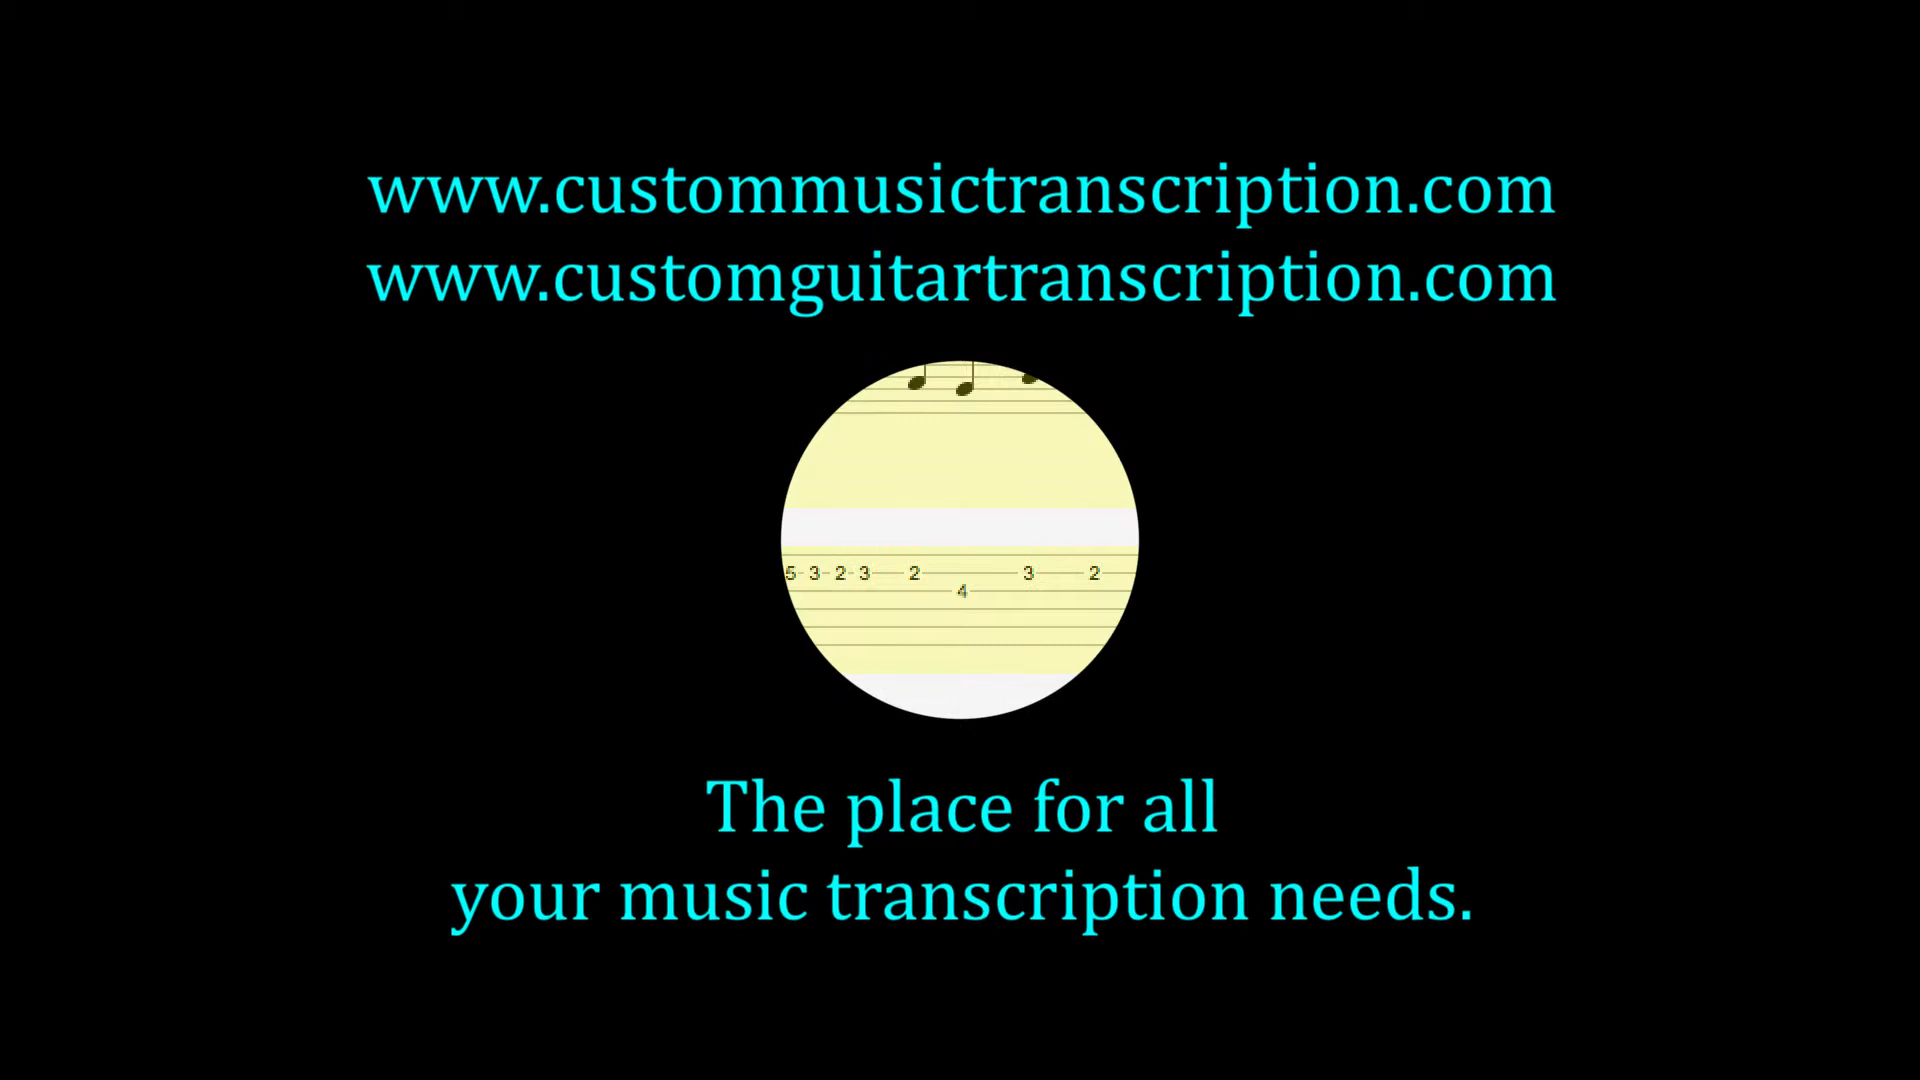 www.custommusictranscription.com
www.customguitartranscription.com
5 3 2 3 2 3 2
4
The place for all
your music transcription needs.